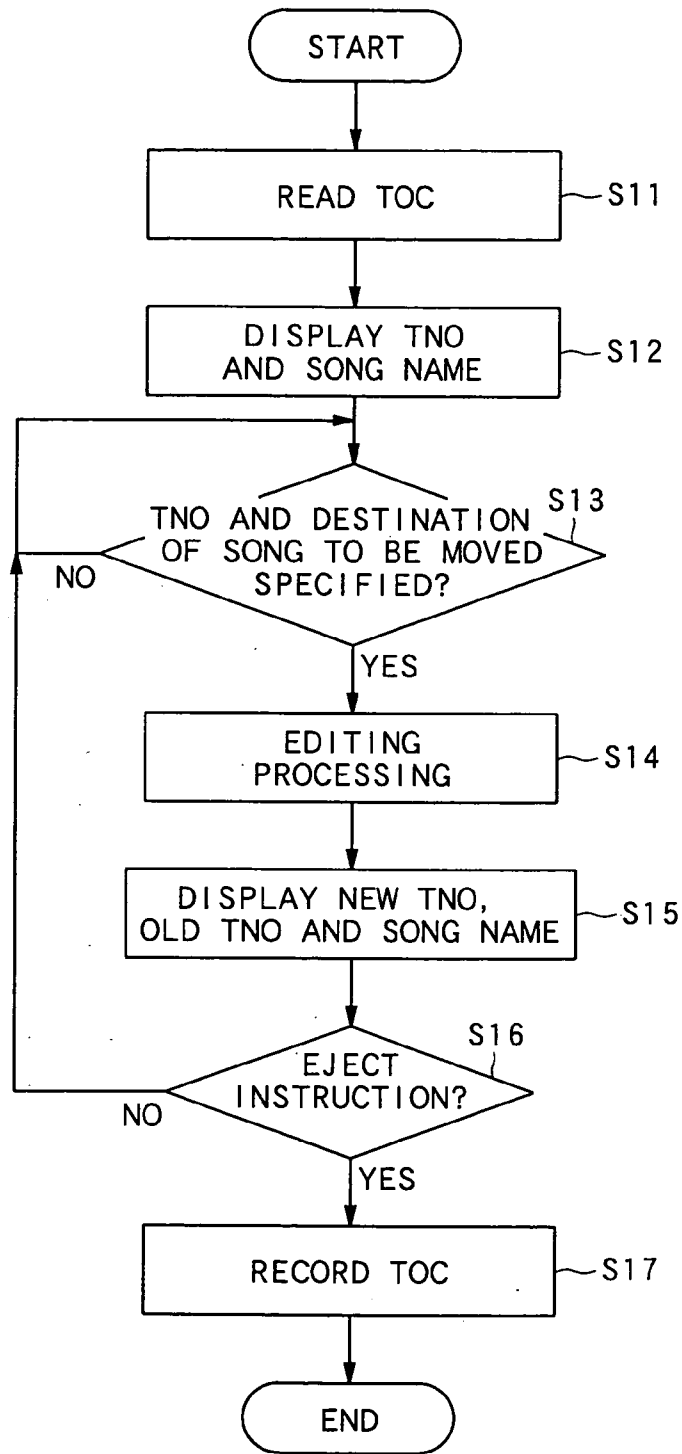 START
READ TOC
S11
DISPLAY TNO
AND SONG NAME
S12
TNO AND DESTINATION
OF SONG TO BE MOVED
SPECIFIED?
S13
NO
YES
EDITING
PROCESSING
S14
DISPLAY NEW TNO,
OLD TNO AND SONG NAME
S15
EJECT
INSTRUCTION?
S16
NO
YES
RECORD TOC
S17
END